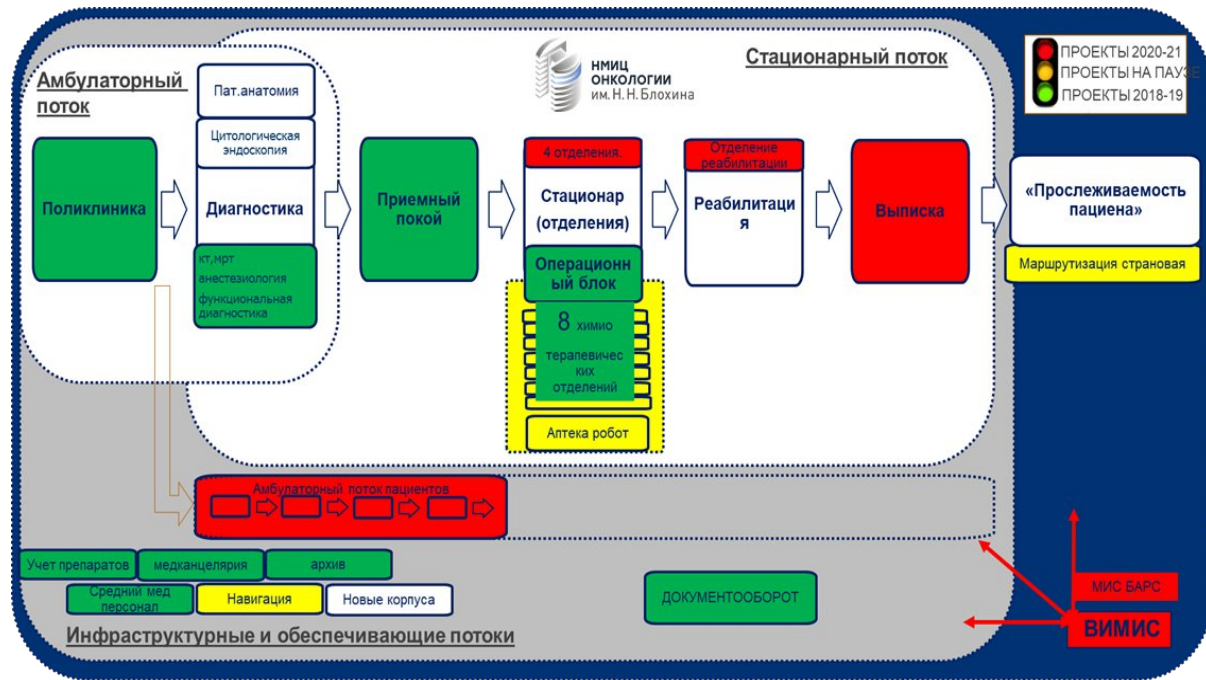 Амбулаторный
поток
Стационарный поток
НМИЦ
ОНКОЛОГИИ
им. Н. Н. Блохина
ПРОЕКТЫ 2020-21
ПРОЕКТЫ НА ПАУЗЕ
ПРОЕКТЫ 2018-19
Пат.анатомия
Цитологическая
эндоскопия
Поликлиника
Диагностика
кт,мрт
анестезиология
функциональная
диагностика
Приемный
покой
4 отделения.
Стационар
(отделения)
Операционн
ый блок
8 химио
терапевичес
ких
отделений
Аптека робот
Отделение
реабилитации
Реабилитаци
я
Выписка
«Прослеживаемость
пациена»
Маршрутизация страновая
Амбулаторный поток пациентов
Учет препаратов
медканцелярия
архив
Средний мед
персонал
Навигация
Новые корпуса
ДОКУМЕНТООБОРОТ
МИС БАРС
ВИМИС
Инфраструктурные и обеспечивающие потоки